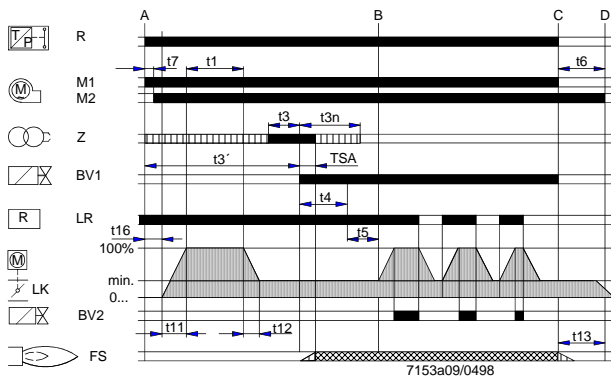 A B C D
T P R
t7 t1 t6
M M1
M2
t3 t3n
Z
t3´ TSA
BV1
t4
R LR
t16 t5
100%
M
min.
LK
0...
BV2
t11 t12 t13
FS
7153a09/0498